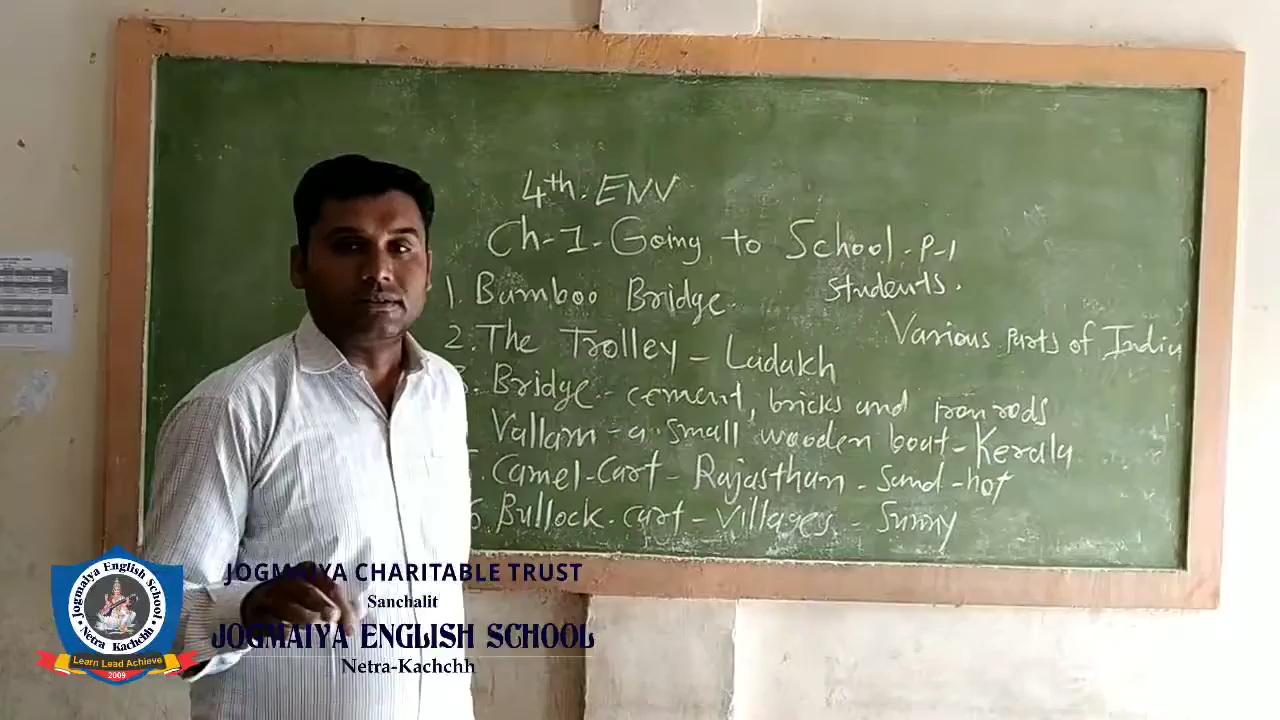 4th. ENV
Ch-1. Going to School - P-1
students.
1. Bamboo Bridge.
Various Parts of India
2. The Trolley - Ladakh
3. Bridge - cement, bricks and iron rods
Vallam - a small wooden boat - Kerala
Camel-Cart - Rajasthan - Sand-hot
6. Bullock-cart - Villages - Sunny
JOGMAIYA CHARITABLE TRUST
Sanchalit
JOGMAIYA ENGLISH SCHOOL
Netra-Kachchh
Jogmaiya English School
Netra Kachchh
Learn Lead Achieve
2009